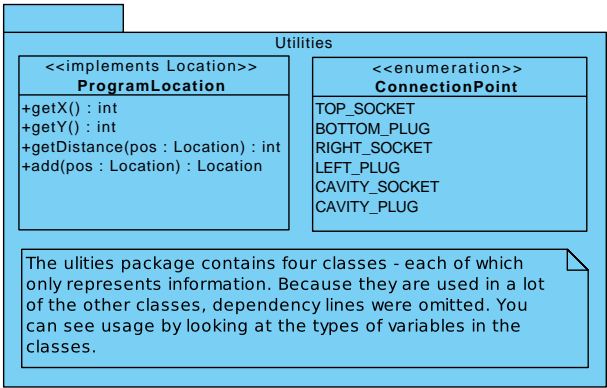 Utilities
<<implements Location>>
ProgramLocation
+getX() : int
+getY() : int
+getDistance(pos : Location) : int
+add(pos : Location) : Location
<<enumeration>>
ConnectionPoint
TOP_SOCKET
BOTTOM_PLUG
RIGHT_SOCKET
LEFT_PLUG
CAVITY_SOCKET
CAVITY_PLUG
The ulities package contains four classes - each of which
only represents information. Because they are used in a lot
of the other classes, dependency lines were omitted. You
can see usage by looking at the types of variables in the
classes.